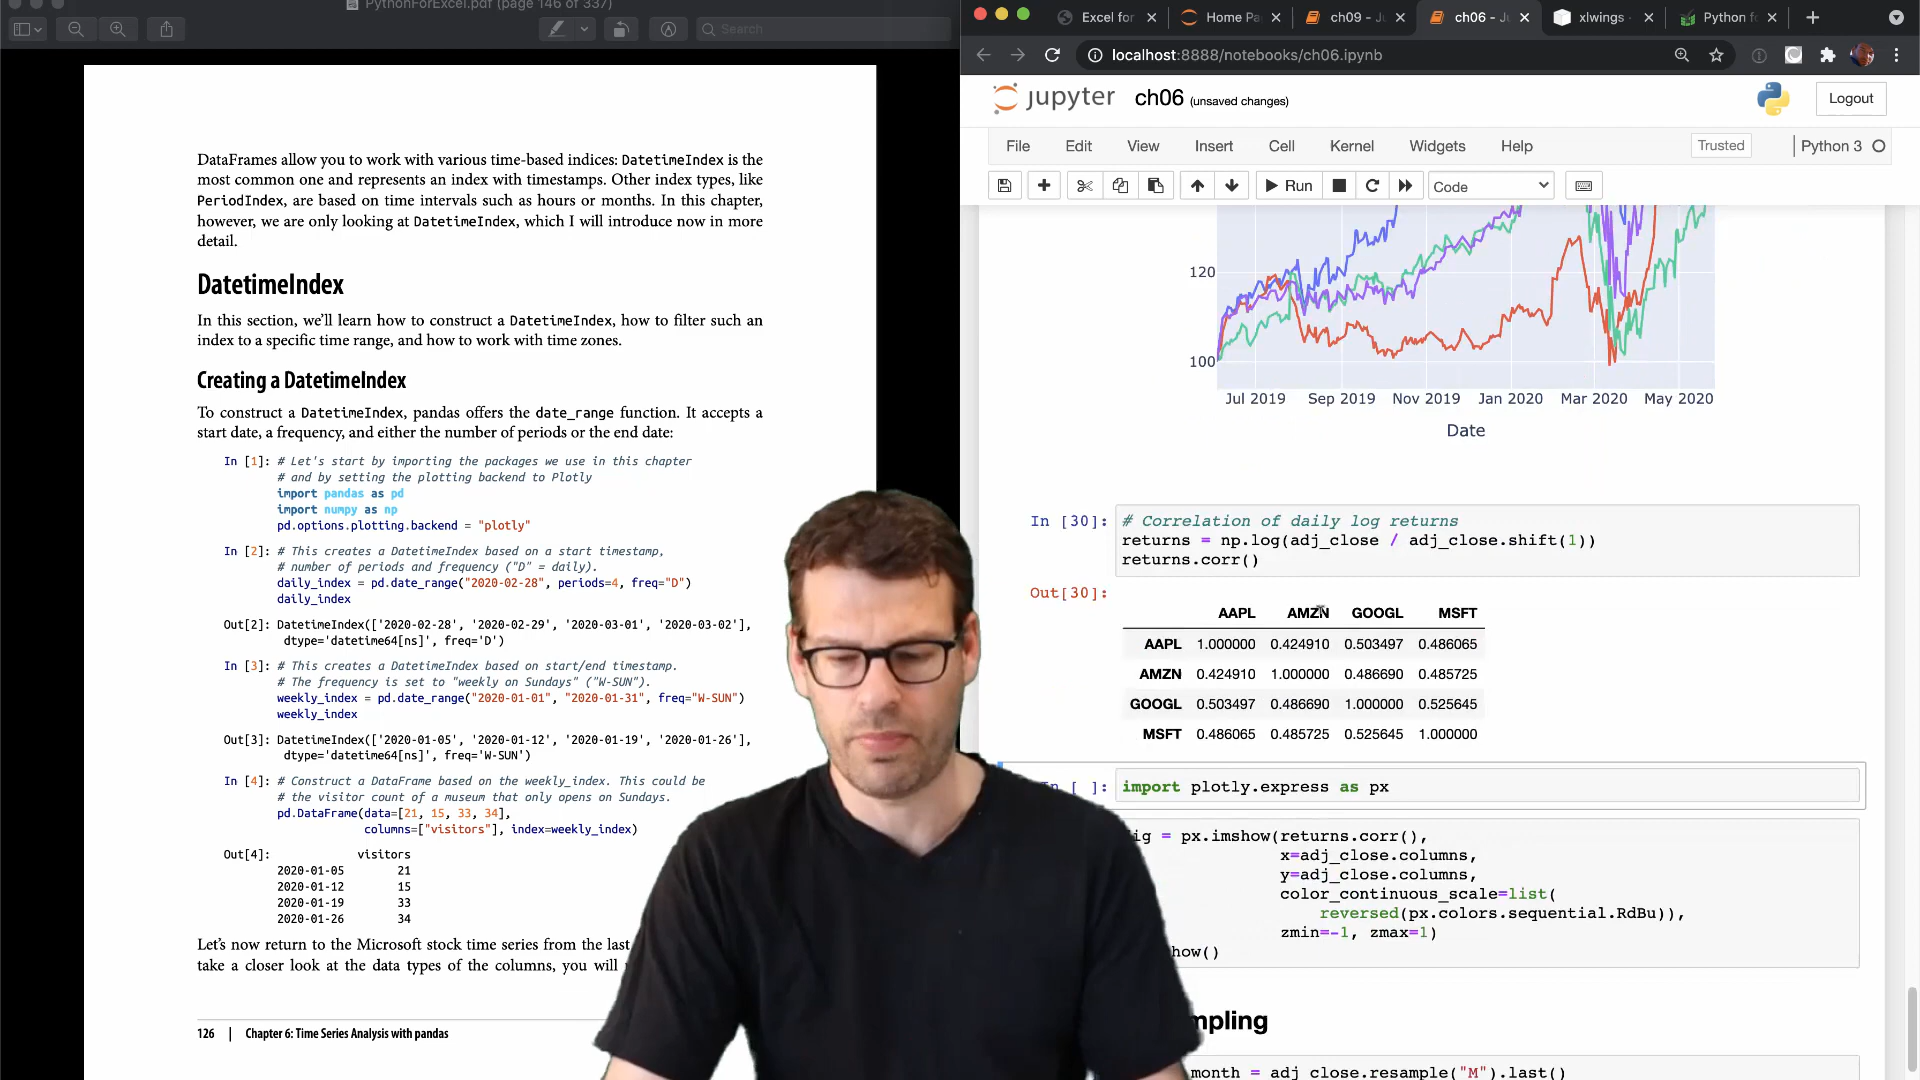 PythonForExcel.pdf (page 146 of 337)
Search
DataFrames allow you to work with various time-based indices: DatetimeIndex is the
most common one and represents an index with timestamps. Other index types, like
PeriodIndex, are based on time intervals such as hours or months. In this chapter,
however, we are only looking at DatetimeIndex, which I will introduce now in more
detail.
DatetimeIndex
In this section, we'll learn how to construct a DatetimeIndex, how to filter such an
index to a specific time range, and how to work with time zones.
Creating a DatetimeIndex
To construct a DatetimeIndex, pandas offers the date_range function. It accepts a
start date, a frequency, and either the number of periods or the end date:
In [1]: # Let's start by importing the packages we use in this chapter
# and by setting the plotting backend to Plotly
import pandas as pd
import numpy as np
pd.options.plotting.backend = "plotly"
In [2]: # This creates a DatetimeIndex based on a start timestamp,
# number of periods and frequency ("D" = daily).
daily_index = pd.date_range("2020-02-28", periods=4, freq="D")
daily_index
Out[2]: DatetimeIndex(['2020-02-28', '2020-02-29', '2020-03-01', '2020-03-02'],
dtype='datetime64[ns]', freq='D')
In [3]: # This creates a DatetimeIndex based on start/end timestamp.
# The frequency is set to "weekly on Sundays" ("W-SUN").
weekly_index = pd.date_range("2020-01-01", "2020-01-31", freq="W-SUN")
weekly_index
Out[3]: DatetimeIndex(['2020-01-05', '2020-01-12', '2020-01-19', '2020-01-26'],
dtype='datetime64[ns]', freq='W-SUN')
In [4]: # Construct a DataFrame based on the weekly_index. This could be
# the visitor count of a museum that only opens on Sundays.
pd.DataFrame(data=[21, 15, 33, 34],
columns=["visitors"], index=weekly_index)
Out[4]: visitors
2020-01-05 21
2020-01-12 15
2020-01-19 33
2020-01-26 34
Let's now return to the Microsoft stock time series from the last
take a closer look at the data types of the columns, you will
126 | Chapter 6: Time Series Analysis with pandas
Excel for
Home Pa
ch09 - Ju
ch06 - Ju
xlwings -
Python fo
localhost:8888/notebooks/ch06.ipynb
jupyter ch06 (unsaved changes)
Logout
File Edit View Insert Cell Kernel Widgets Help
Trusted
Python 3
Run
Code
120
100
Jul 2019 Sep 2019 Nov 2019 Jan 2020 Mar 2020 May 2020
Date
In [30]: # Correlation of daily log returns
returns = np.log(adj_close / adj_close.shift(1))
returns.corr()
Out[30]:
AAPL AMZN GOOGL MSFT
AAPL 1.000000 0.424910 0.503497 0.486065
AMZN 0.424910 1.000000 0.486690 0.485725
GOOGL 0.503497 0.486690 1.000000 0.525645
MSFT 0.486065 0.485725 0.525645 1.000000
In [ ]: import plotly.express as px
ig = px.imshow(returns.corr(),
x=adj_close.columns,
y=adj_close.columns,
color_continuous_scale=list(
reversed(px.colors.sequential.RdBu)),
zmin=-1, zmax=1)
how()
mpling
month = adj_close.resample("M").last()